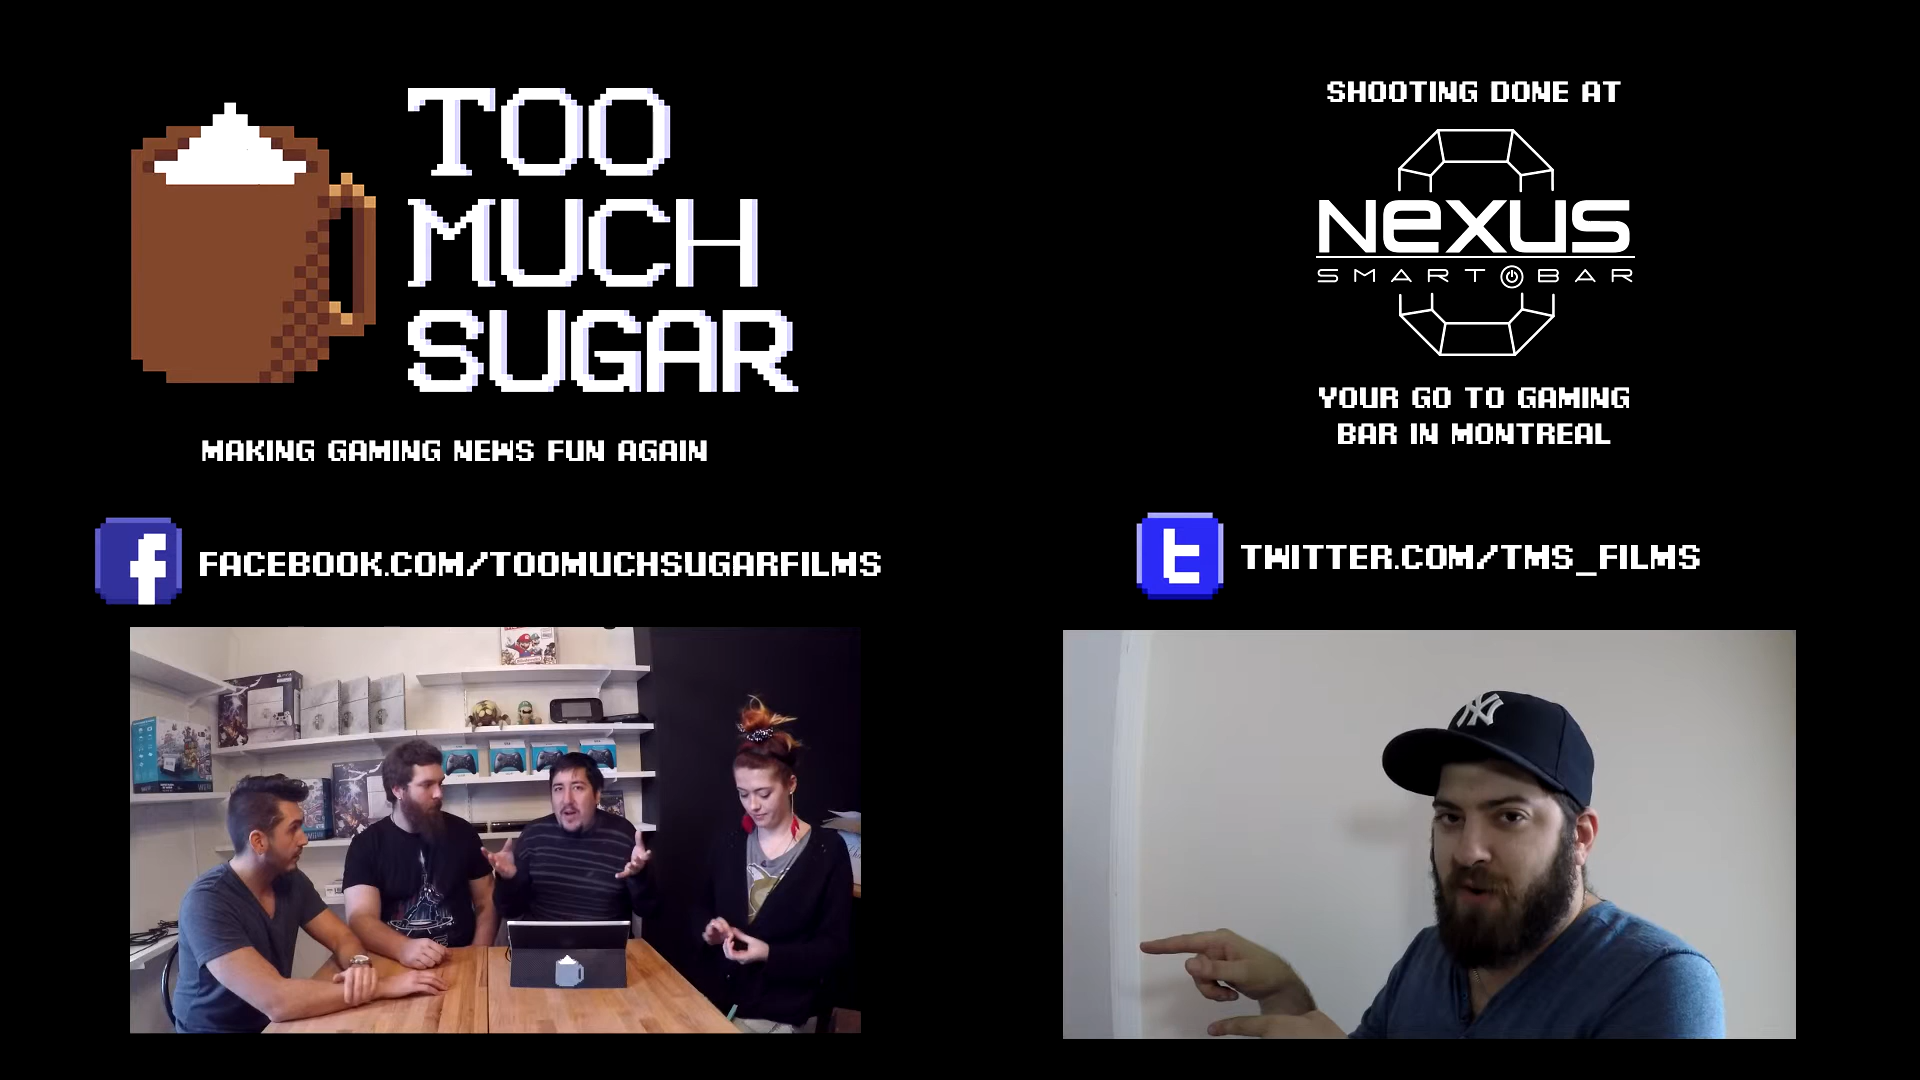 TOO
MUCH
SUGAR
MAKING GAMING NEWS FUN AGAIN
SHOOTING DONE AT
NEXUS
SMART BAR
YOUR GO TO GAMING
BAR IN MONTREAL
FACEBOOK.COM/TOOMUCHSUGARFILMS
TWITTER.COM/TMS_FILMS
NY